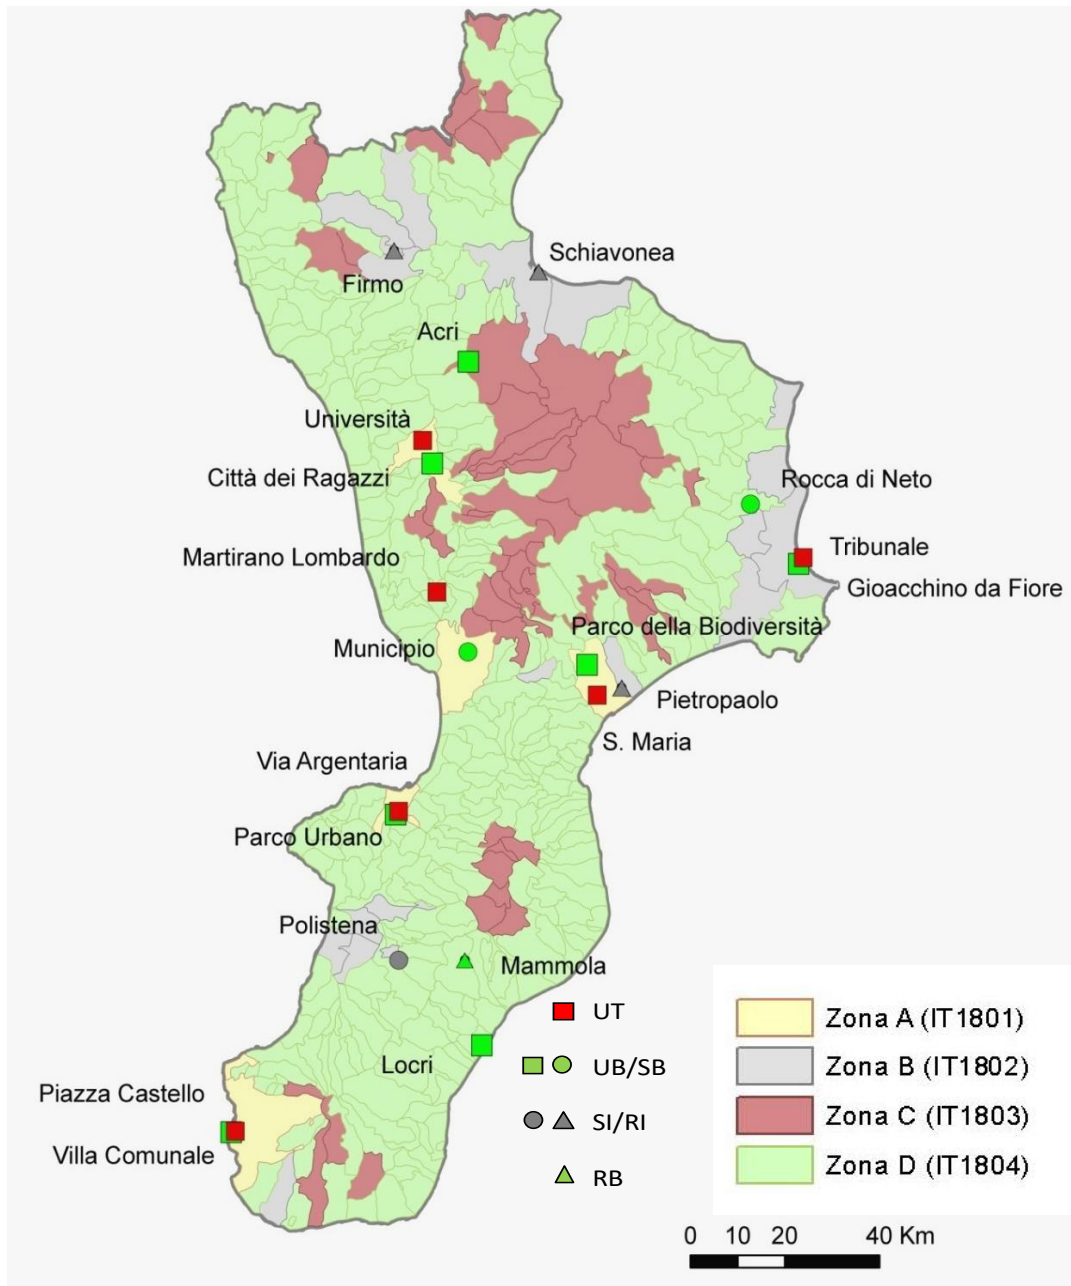 Schiavonea
Firmo
Acri
Università
Città dei Ragazzi
Rocca di Neto
Martirano Lombardo
Tribunale
Gioacchino da Fiore
Parco della Biodiversità
Municipio
Pietropaolo
S. Maria
Via Argentaria
Parco Urbano
Polistena
Mammola
Locri
Piazza Castello
Villa Comunale
UT
UB/SB
SI/RI
RB
Zona A (IT1801)
Zona B (IT1802)
Zona C (IT1803)
Zona D (IT1804)
0 10 20 40 Km